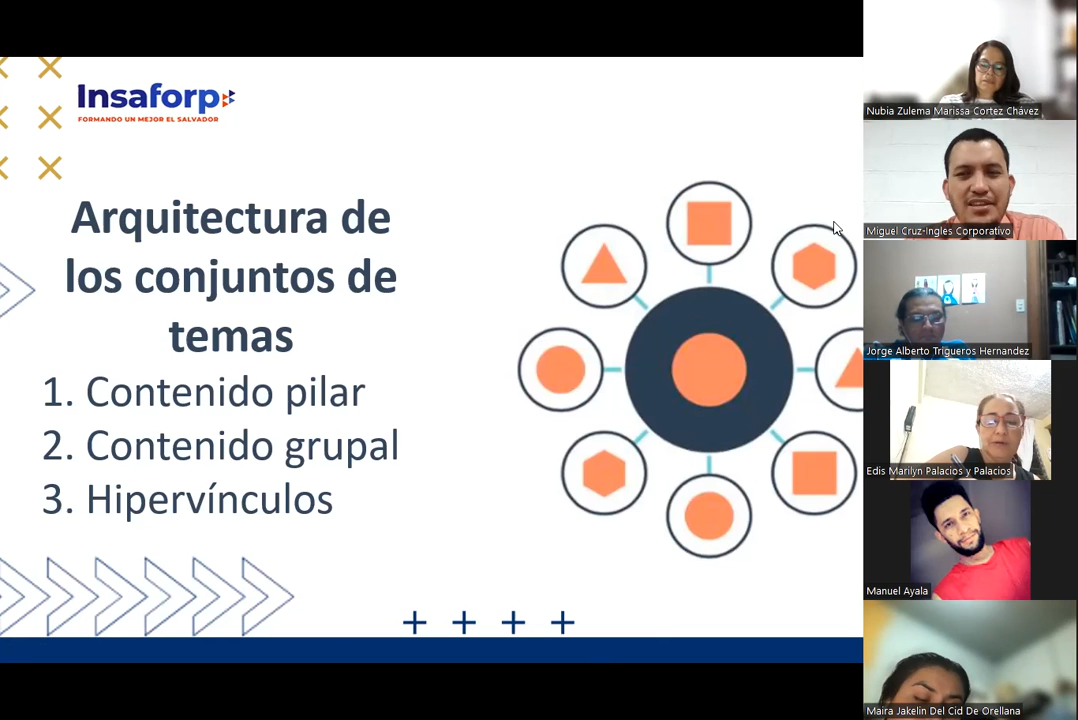 Insaforp
FORMANDO UN MEJOR EL SALVADOR
Arquitectura de
los conjuntos de
temas
1. Contenido pilar
2. Contenido grupal
3. Hipervínculos
Nubia Zulema Marissa Cortez Chávez
Miguel Cruz-ingles Corporativo
Jorge Alberto Trigueros Hernandez
Edis Marilyn Palacios y Palacios
Manuel Ayala
Maira Jakelin Del Cid De Orellana